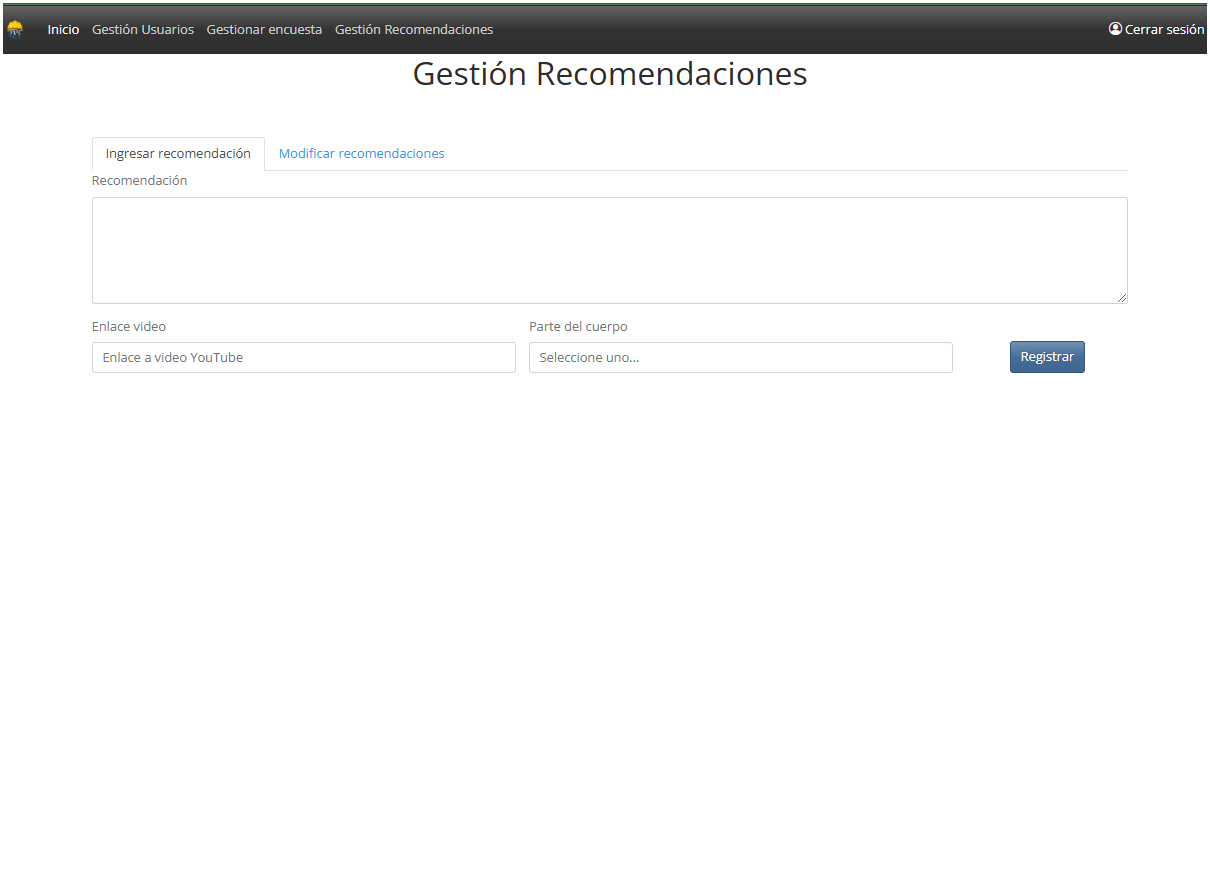 Inicio Gestión Usuarios Gestionar encuesta Gestión Recomendaciones Cerrar sesión
Gestión Recomendaciones
Ingresar recomendación Modificar recomendaciones
Recomendación
Enlace video Parte del cuerpo
Enlace a video YouTube Seleccione uno... Registrar